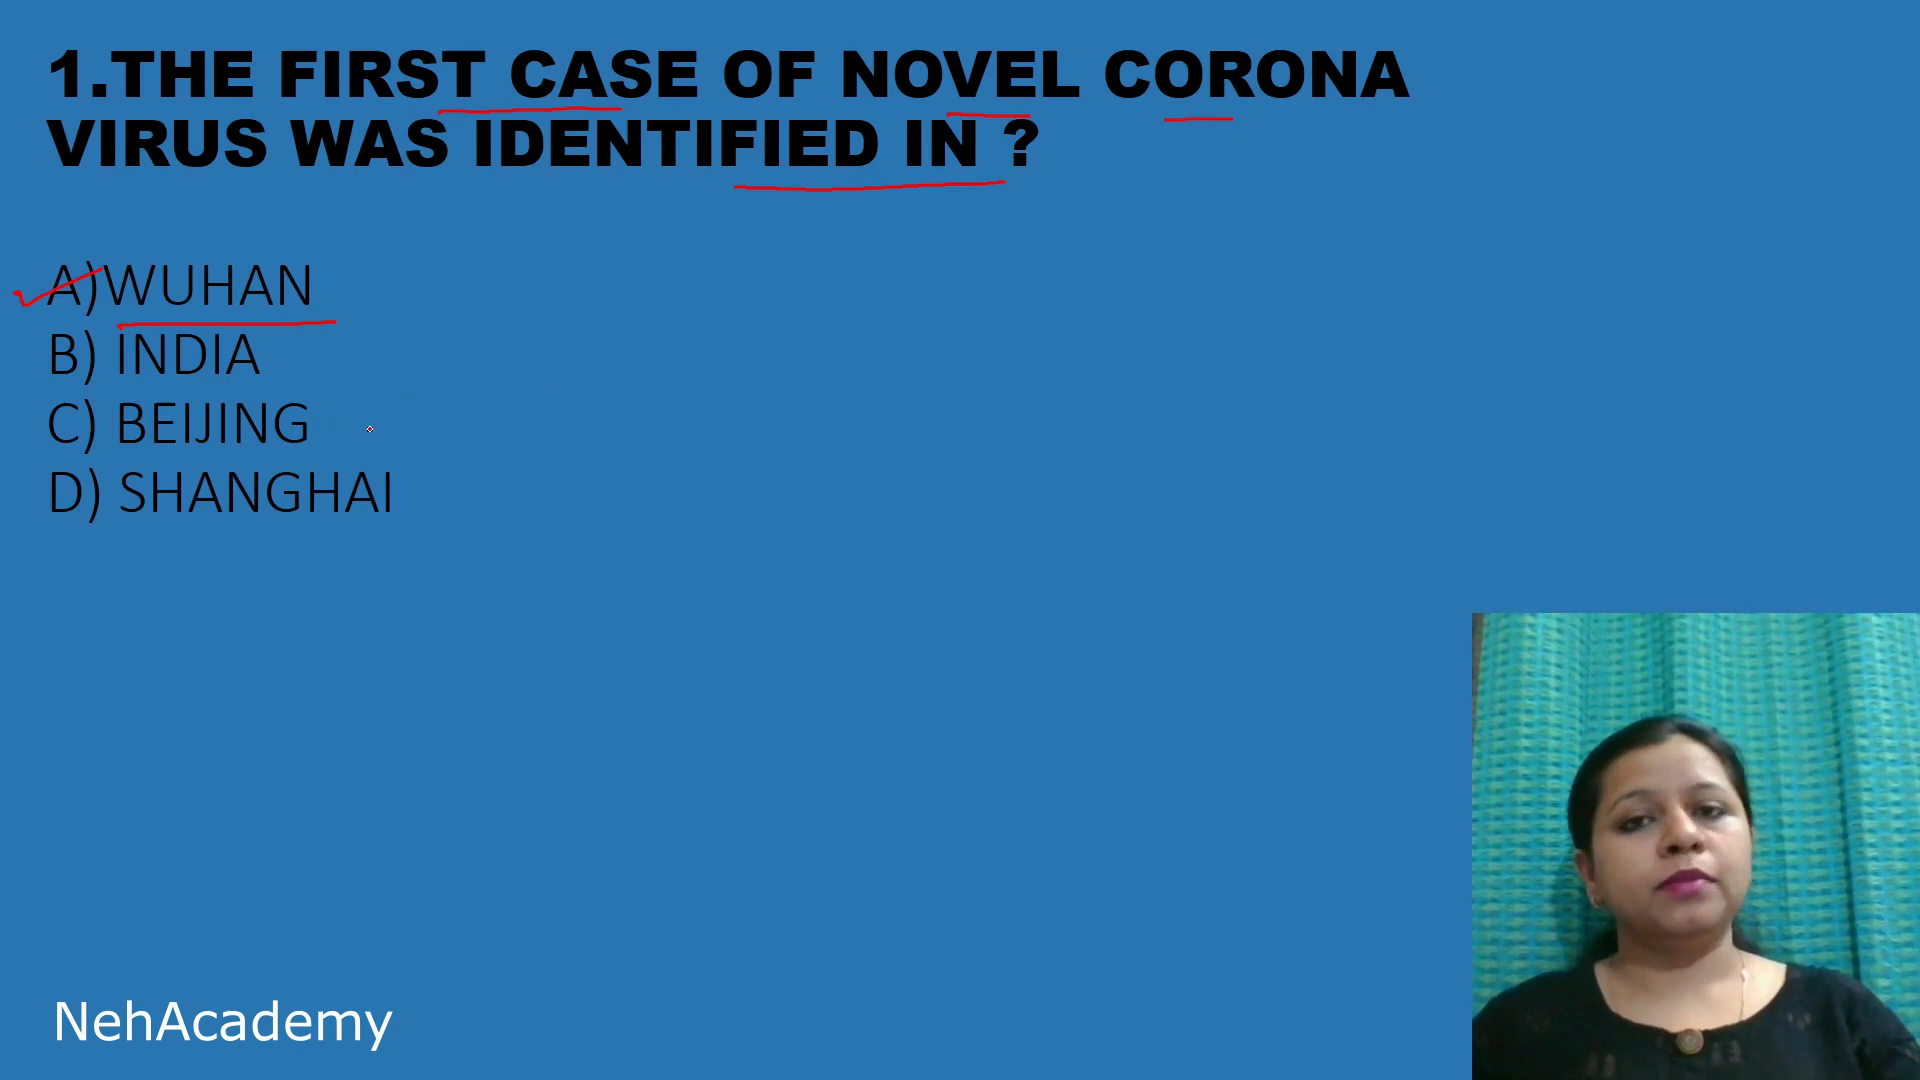 1.THE FIRST CASE OF NOVEL CORONA
VIRUS WAS IDENTIFIED IN ?
A)WUHAN
B) INDIA
C) BEIJING
D) SHANGHAI
NehAcademy